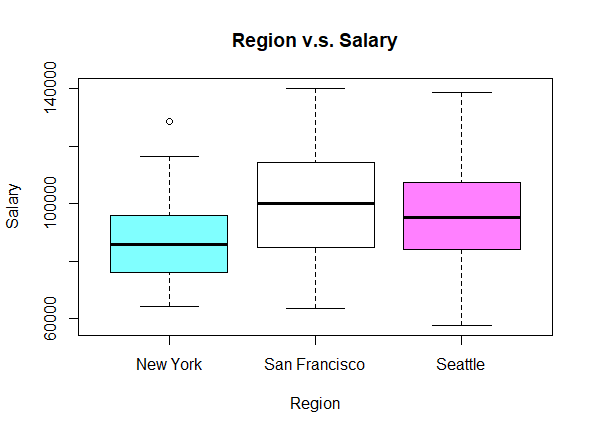 Region v.s. Salary
Salary
140000
100000
60000
New York
San Francisco
Seattle
Region